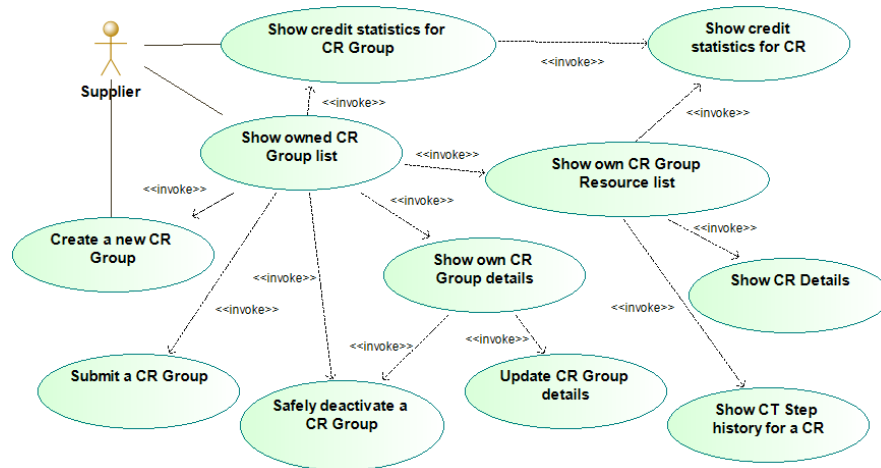 Show credit statistics for
CR Group
Show credit
statistics for CR
<<invoke>>
Supplier
<<invoke>>
<<invoke>>
Show owned CR
Group list
<<invoke>>
Show own CR Group
Resource list
<<invoke>>
Create a new CR
Group
<<invoke>>
<<invoke>>
Show own CR
Group details
<<invoke>>
Show CR Details
<<invoke>>
<<invoke>>
<<invoke>>
<<invoke>>
<<invoke>>
Submit a CR Group
Update CR Group
details
Safely deactivate a
CR Group
Show CT Step
history for a CR